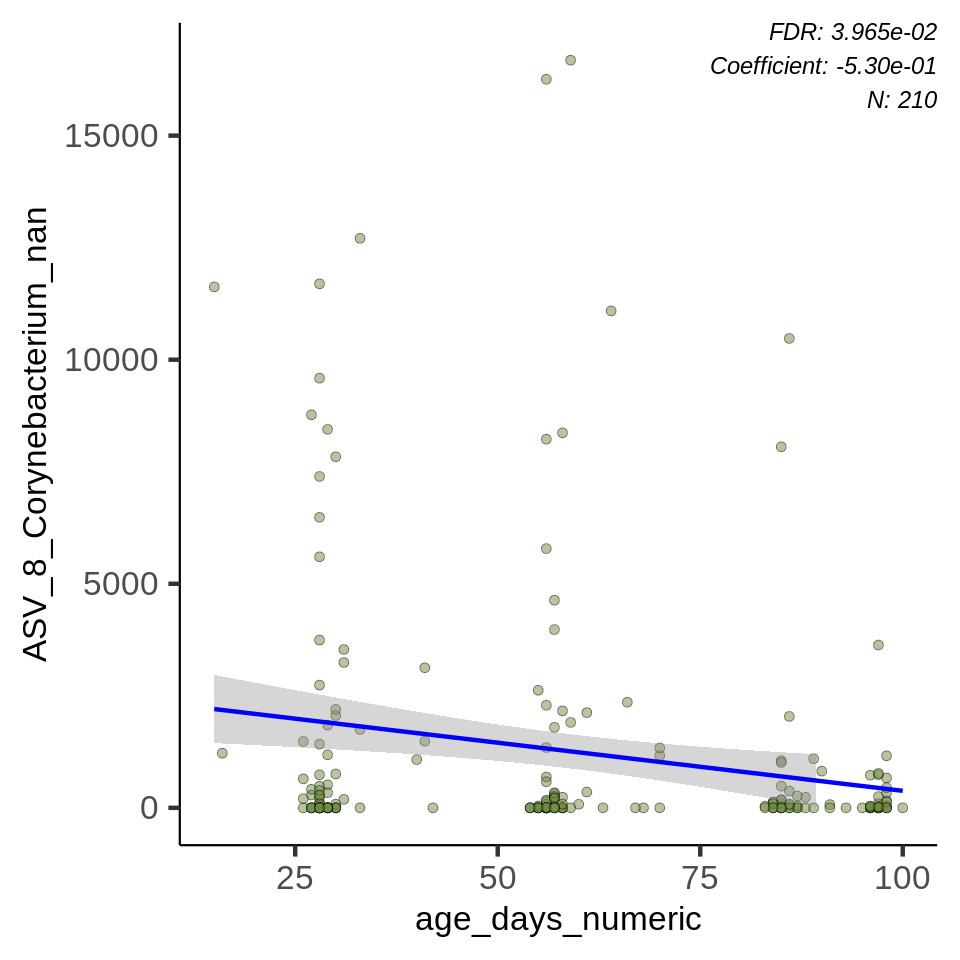 FDR: 3.965e-02
Coefficient: -5.30e-01
N: 210
ASV_8_Corynebacterium_nan
15000
10000
5000
0
25 50 75 100
age_days_numeric